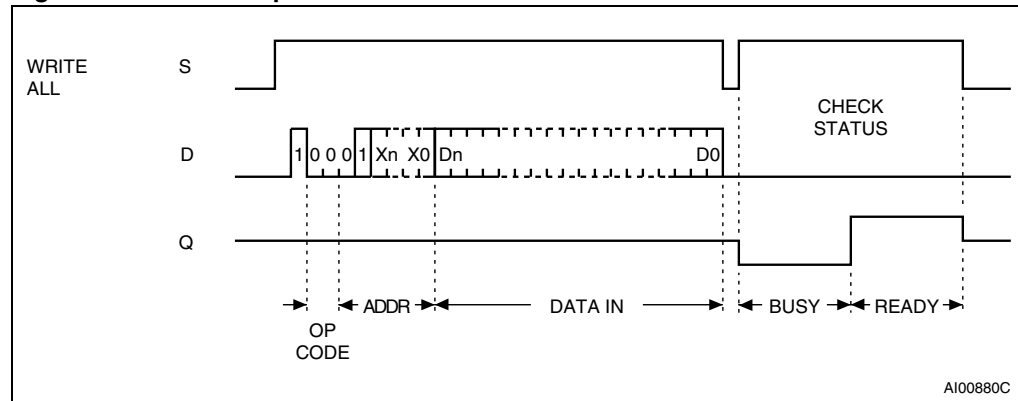 WRITE
ALL
S
CHECK
STATUS
D
1 0 0 0 1 Xn X0 Dn D0
Q
ADDR DATA IN BUSY READY
OP
CODE
AI00880C